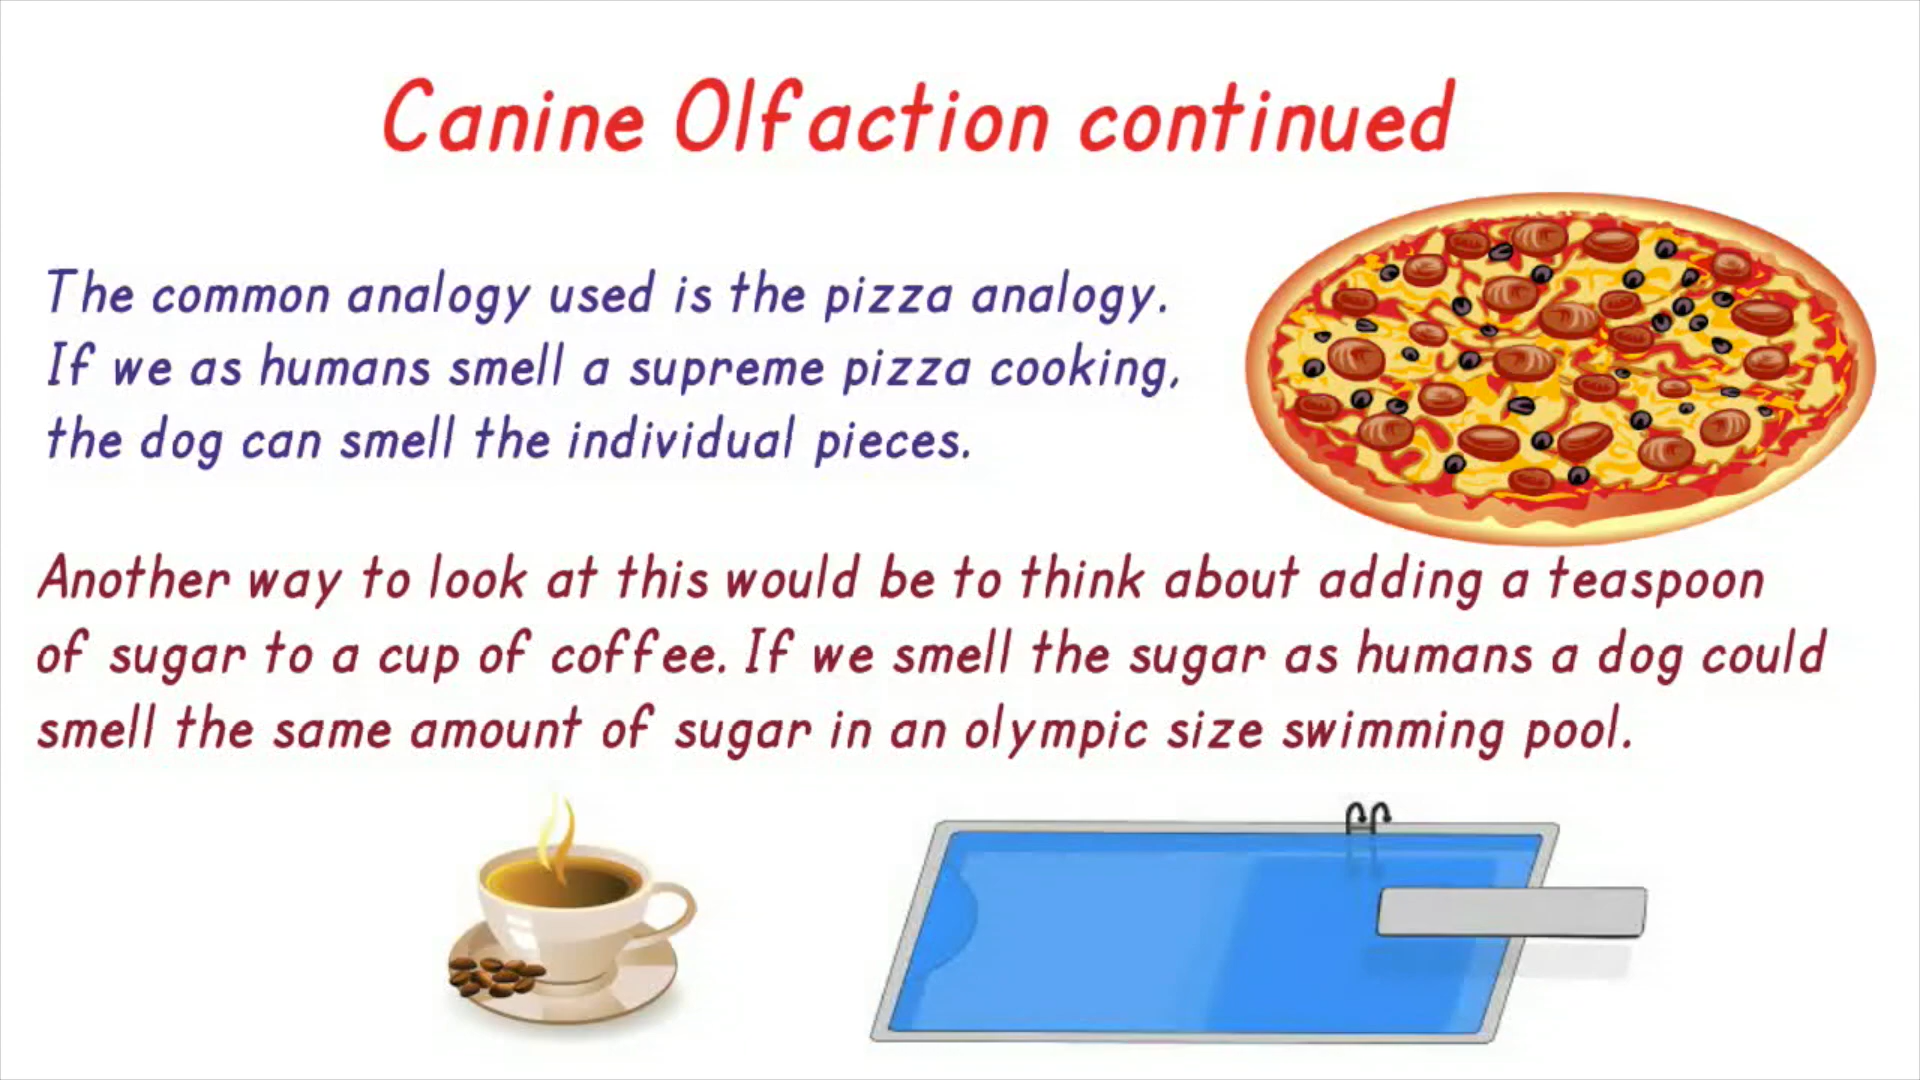 Canine Olfaction continued
The common analogy used is the pizza analogy.
If we as humans smell a supreme pizza cooking,
the dog can smell the individual pieces.
Another way to look at this would be to think about adding a teaspoon
of sugar to a cup of coffee. If we smell the sugar as humans a dog could
smell the same amount of sugar in an olympic size swimming pool.